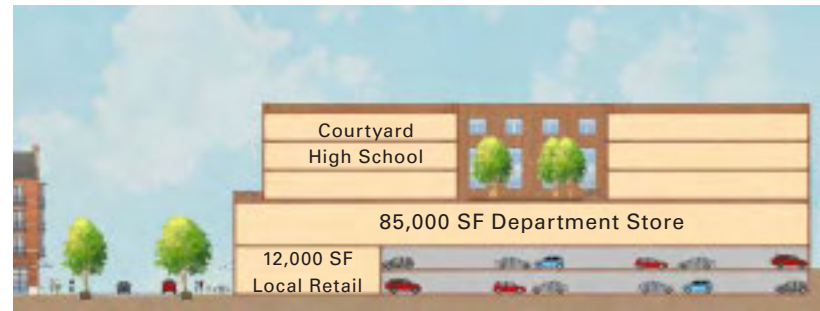 Courtyard
High School
85,000 SF Department Store
12,000 SF
Local Retail